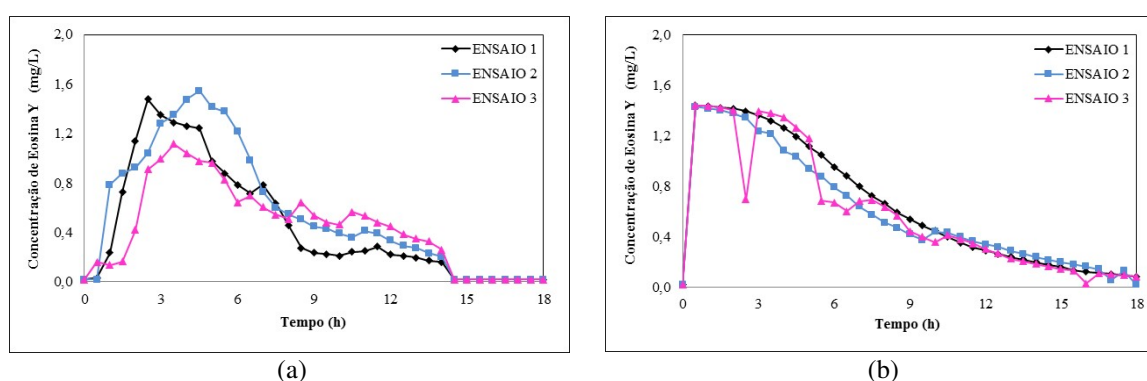 2,0
1,6
1,2
0,8
0,4
0,0
Concentração de Eosina Y (mg/L)
ENSAIO 1
ENSAIO 2
ENSAIO 3
0 3 6 9 12 15 18
Tempo (h)
(a)
2,0
1,6
1,2
0,8
0,4
0,0
Concentração de Eosina Y (mg/L)
ENSAIO 1
ENSAIO 2
ENSAIO 3
0 3 6 9 12 15 18
Tempo (h)
(b)